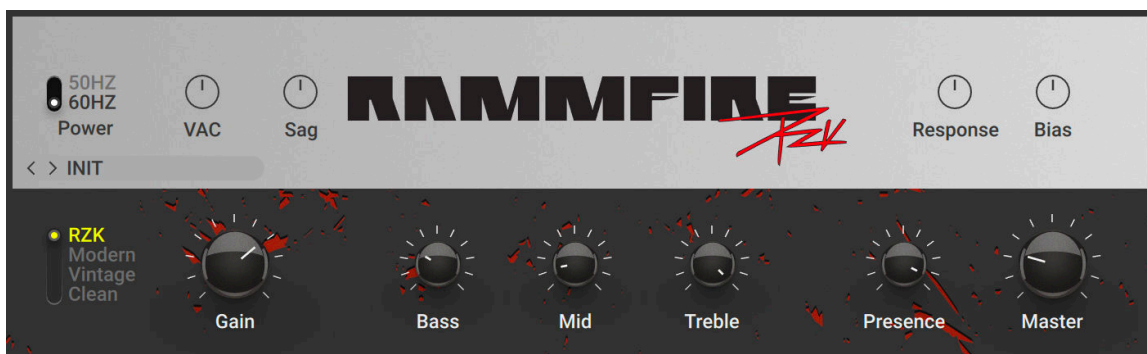 50HZ
60HZ
Power
VAC
Sag
RAMMFIRE
RZK
Response
Bias
< > INIT
RZK
Modern
Vintage
Clean
Gain
Bass
Mid
Treble
Presence
Master